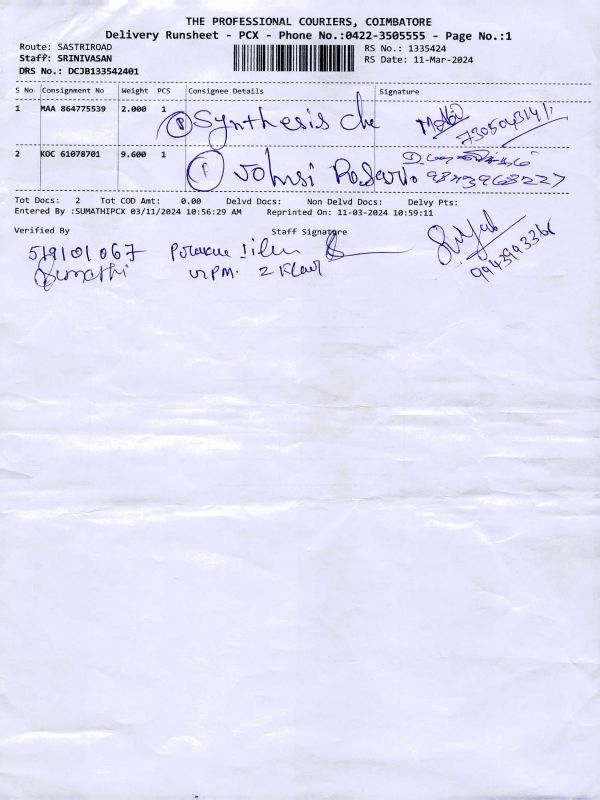 THE PROFESSIONAL COURIERS, COIMBATORE
Delivery Runsheet - PCX - Phone No.:0422-3505555 - Page No.:1
Route: SASTRIROAD RS No.: 1335424
Staff: SRINIVASAN RS Date: 11-Mar-2024
DRS No.: DCJB133542401
S No Consignment No Weight PCS Consignee Details Signature
1 MAA 864775539 2.000 1 Synthesis che
2 KOC 61078701 9.600 1 9843968227
Tot Docs: 2 Tot COD Amt: 0.00 Delvd Docs: Non Delvd Docs: Delvy Pts:
Entered By :SUMATHIPCX 03/11/2024 10:56:29 AM Reprinted On: 11-03-2024 10:59:11
Verified By Staff Signature
Sumathi